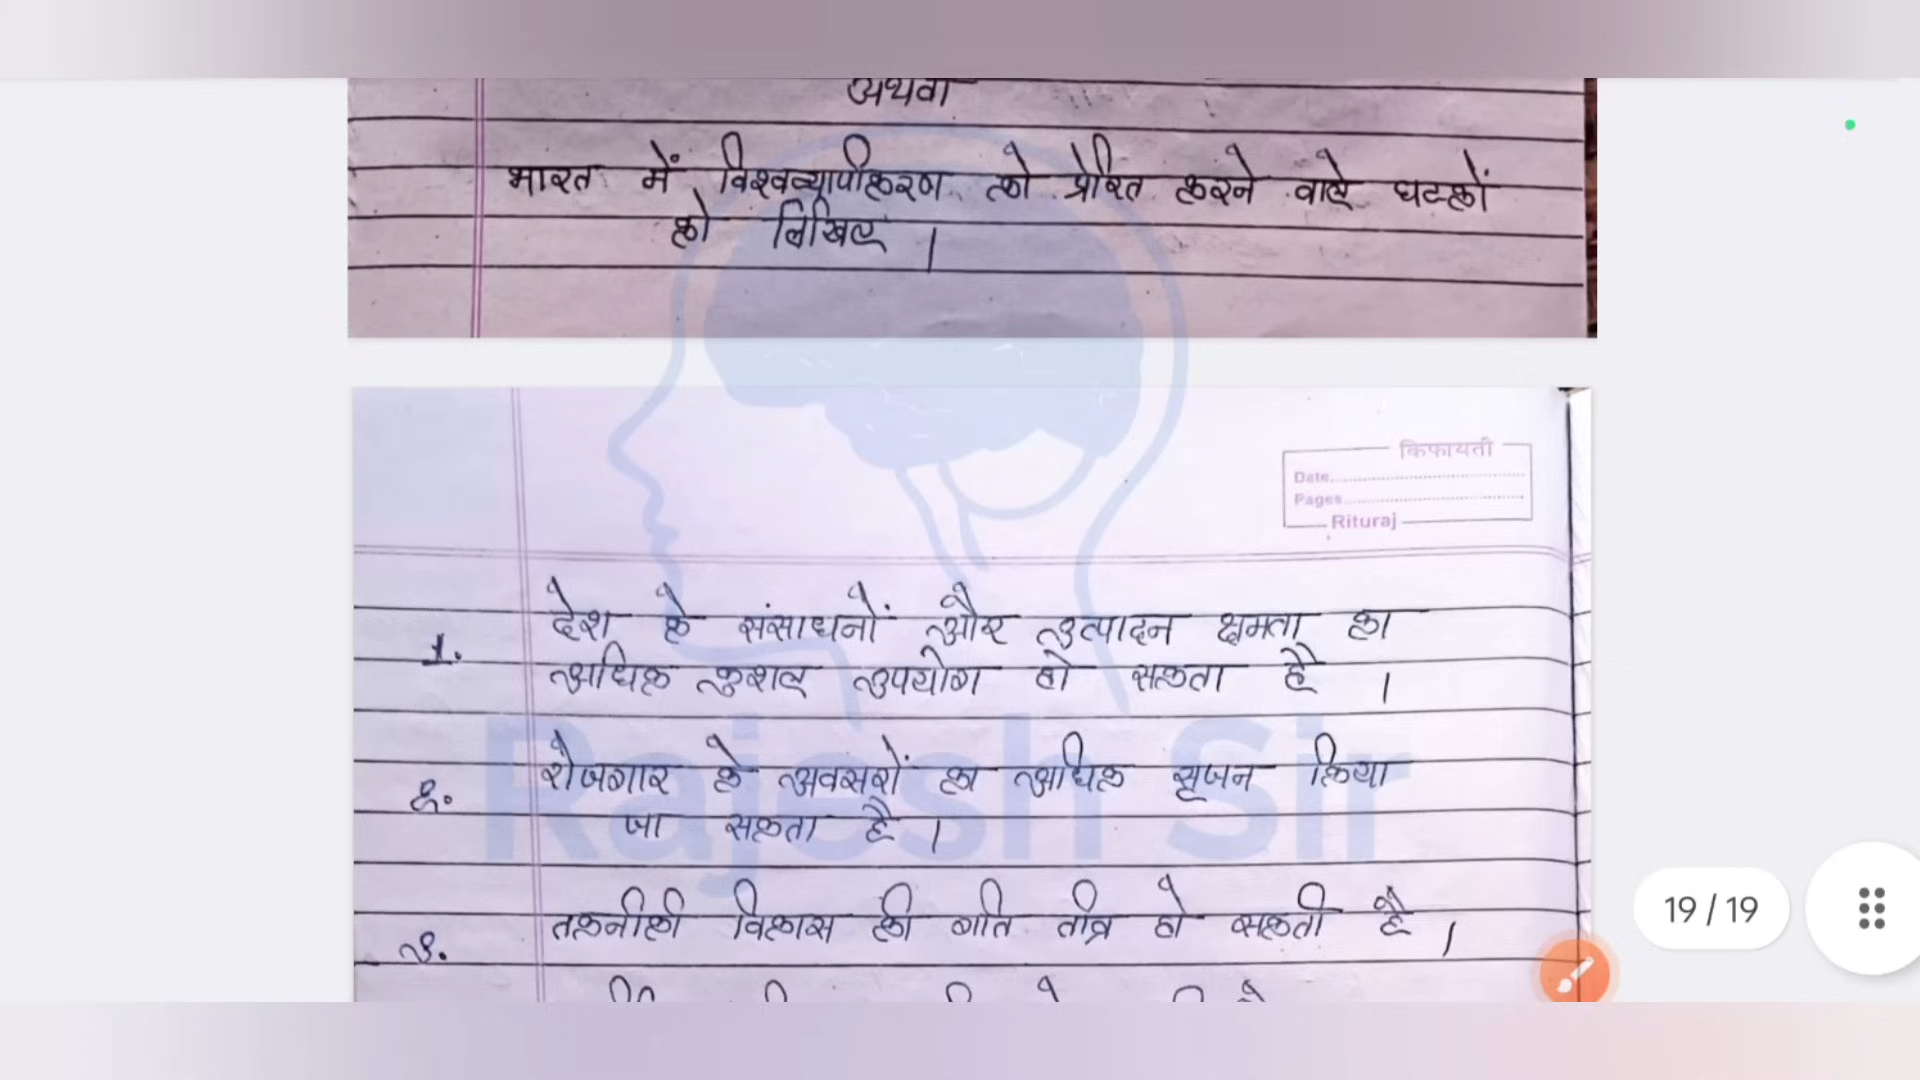 अथवा
भारत में विश्वव्यापीकरण को प्रेरित करने वाले घटकों
को लिखिए ।
किफायती
Date
Pages
Rituraj
1. देश के संसाधनों और उत्पादन क्षमता का
अधिक कुशल उपयोग हो सकता है ।
2. रोजगार के अवसरों का अधिक सृजन किया
जा सकता है ।
3. तकनीकी विकास की गति तीव्र हो सकती है ।
Rajesh Sir
19 / 19